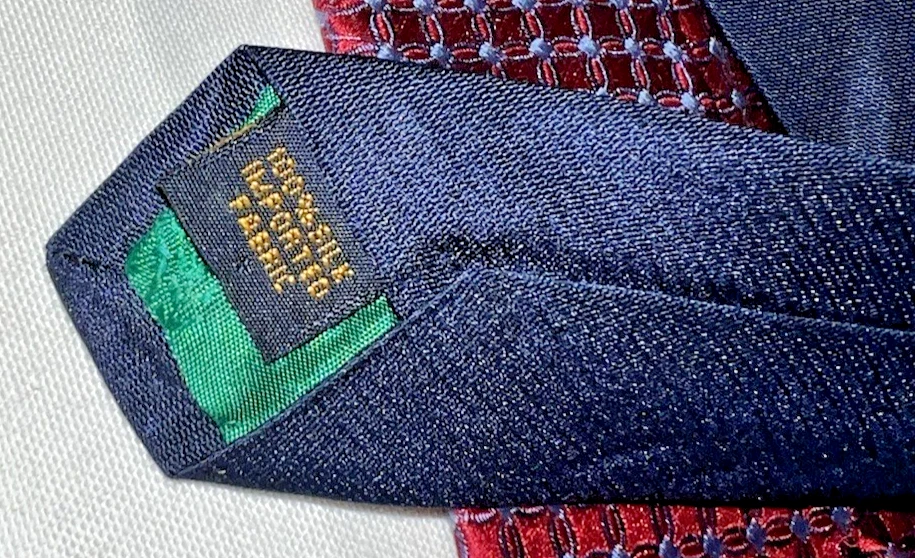 100% SILK
IMPORTED
FABRIC